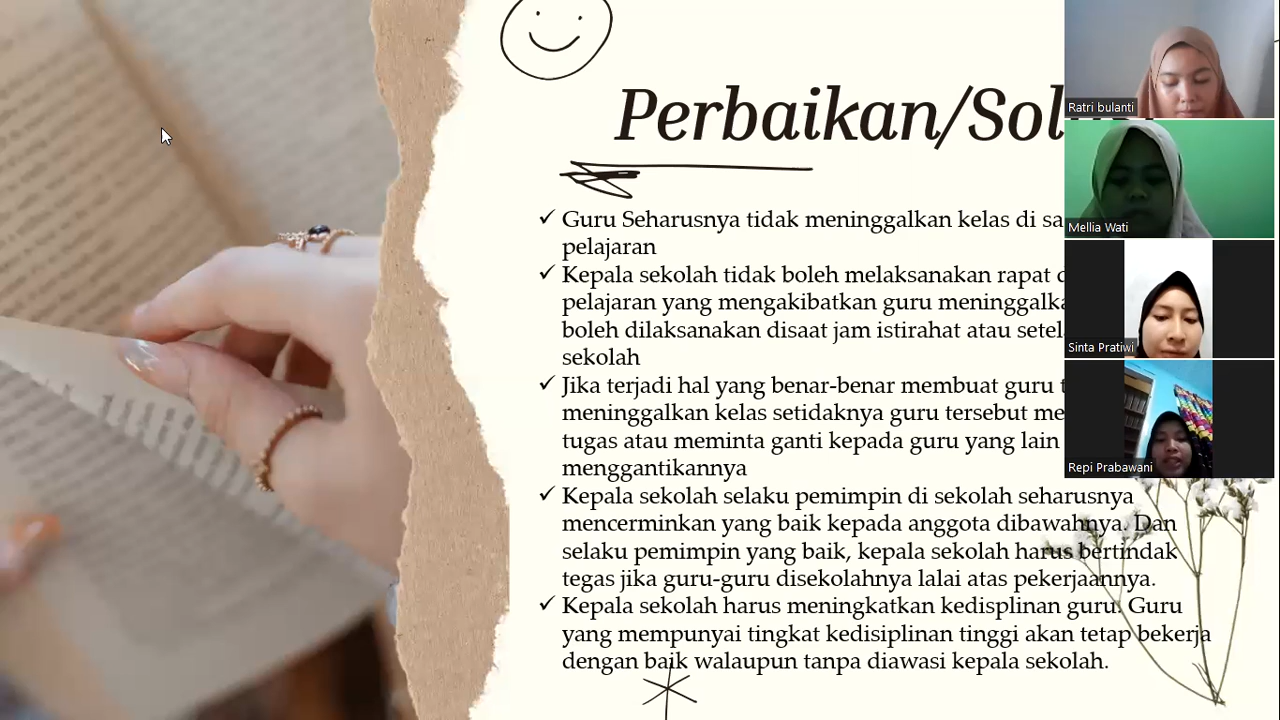 Perbaikan/Sol
Guru Seharusnya tidak meninggalkan kelas di
pelajaran
Kepala sekolah tidak boleh melaksanakan rapat
pelajaran yang mengakibatkan guru
boleh dilaksanakan disaat jam istirahat atau
sekolah
Jika terjadi hal yang benar-benar membuat guru
meninggalkan kelas setidaknya guru tersebut
tugas atau meminta ganti kepada guru yang lain
menggantikannya
Kepala sekolah selaku pemimpin di sekolah seharusnya
mencerminkan yang baik kepada anggota dibawahnya. Dan
selaku pemimpin yang baik, kepala sekolah harus bertindak
tegas jika guru-guru disekolahnya lalai atas pekerjaannya.
Kepala sekolah harus meningkatkan kedisplinan guru. Guru
yang mempunyai tingkat kedisiplinan tinggi akan tetap bekerja
dengan baik walaupun tanpa diawasi kepala sekolah.
Ratri bulanti
Mellia Wati
Sinta Pratiwi
Repi Prabawani